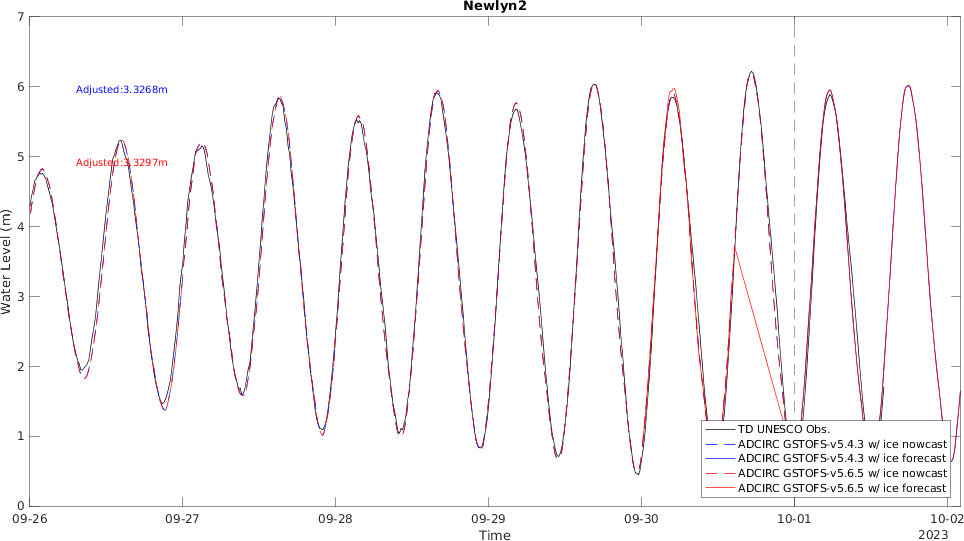 Newlyn2
7
6
5
4
3
2
1
0
Water Level (m)
Adjusted:3.3268m
Adjusted:3.3297m
TD UNESCO Obs.
ADCIRC GSTOFS-v5.4.3 w/ ice nowcast
ADCIRC GSTOFS-v5.4.3 w/ ice forecast
ADCIRC GSTOFS-v5.6.5 w/ ice nowcast
ADCIRC GSTOFS-v5.6.5 w/ ice forecast
09-26 09-27 09-28 09-29 09-30 10-01 10-02
Time
2023